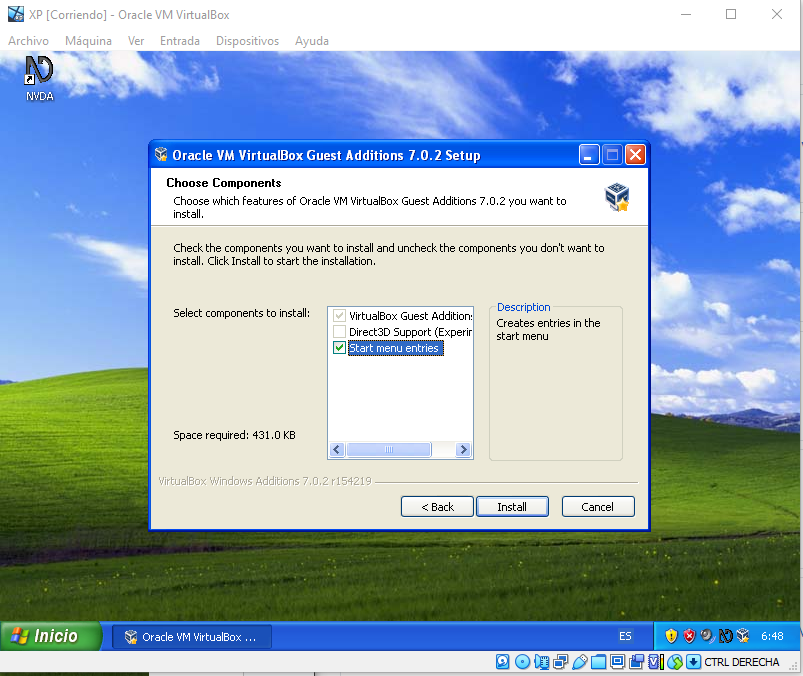 XP [Corriendo] - Oracle VM VirtualBox
Archivo Máquina Ver Entrada Dispositivos Ayuda
NVDA
Oracle VM VirtualBox Guest Additions 7.0.2 Setup
Choose Components
Choose which features of Oracle VM VirtualBox Guest Additions 7.0.2 you want to
install.
Check the components you want to install and uncheck the components you don't want to
install. Click Install to start the installation.
Select components to install:
VirtualBox Guest Additions
Direct3D Support (Experin
Start menu entries
Description
Creates entries in the
start menu
Space required: 431.0 KB
VirtualBox Windows Additions 7.0.2 r154219
< Back Install Cancel
Inicio Oracle VM VirtualBox ... ES 6:48
CTRL DERECHA